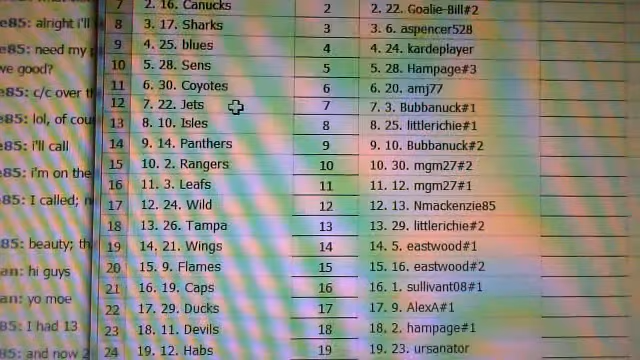 7 2. 16. Canucks 2 2. 22. Goalie-Bill#2
e85: alright i'll 8 3. 17. Sharks 3 3. 6. aspencer528
e85: need my 9 4. 25. blues 4 4. 24. kardeplayer
we good? 10 5. 28. Sens 5 5. 28. Hampage#3
e85: c/c over 11 6. 30. Coyotes 6 6. 20. amj77
12 7. 22. Jets 7 7. 3. Bubbanuck#1
e85: lol, of cou 13 8. 10. Isles 8 8. 25. littlerichie#1
e85: i'll call 14 9. 14. Panthers 9 9. 10. Bubbanuck#2
e85: i'm on the 15 10. 2. Rangers 10 10. 30. mgm27#2
85: I called; 16 11. 3. Leafs 11 11. 12. mgm27#1
17 12. 24. Wild 12 12. 13. Nmackenzie85
18 13. 26. Tampa 13 13. 29. littlerichie#2
85: beauty; th 19 14. 21. Wings 14 14. 5. eastwood#1
an: hi guys 20 15. 9. Flames 15 15. 16. eastwood#2
an: yo moe 21 16. 19. Caps 16 16. 1. sullivant08#1
22 17. 29. Ducks 17 17. 9. AlexA#1
85: I had 13 23 18. 11. Devils 18 18. 2. hampage#1
85: and now 2 24 19. 12. Habs 19 19. 23. ursanator